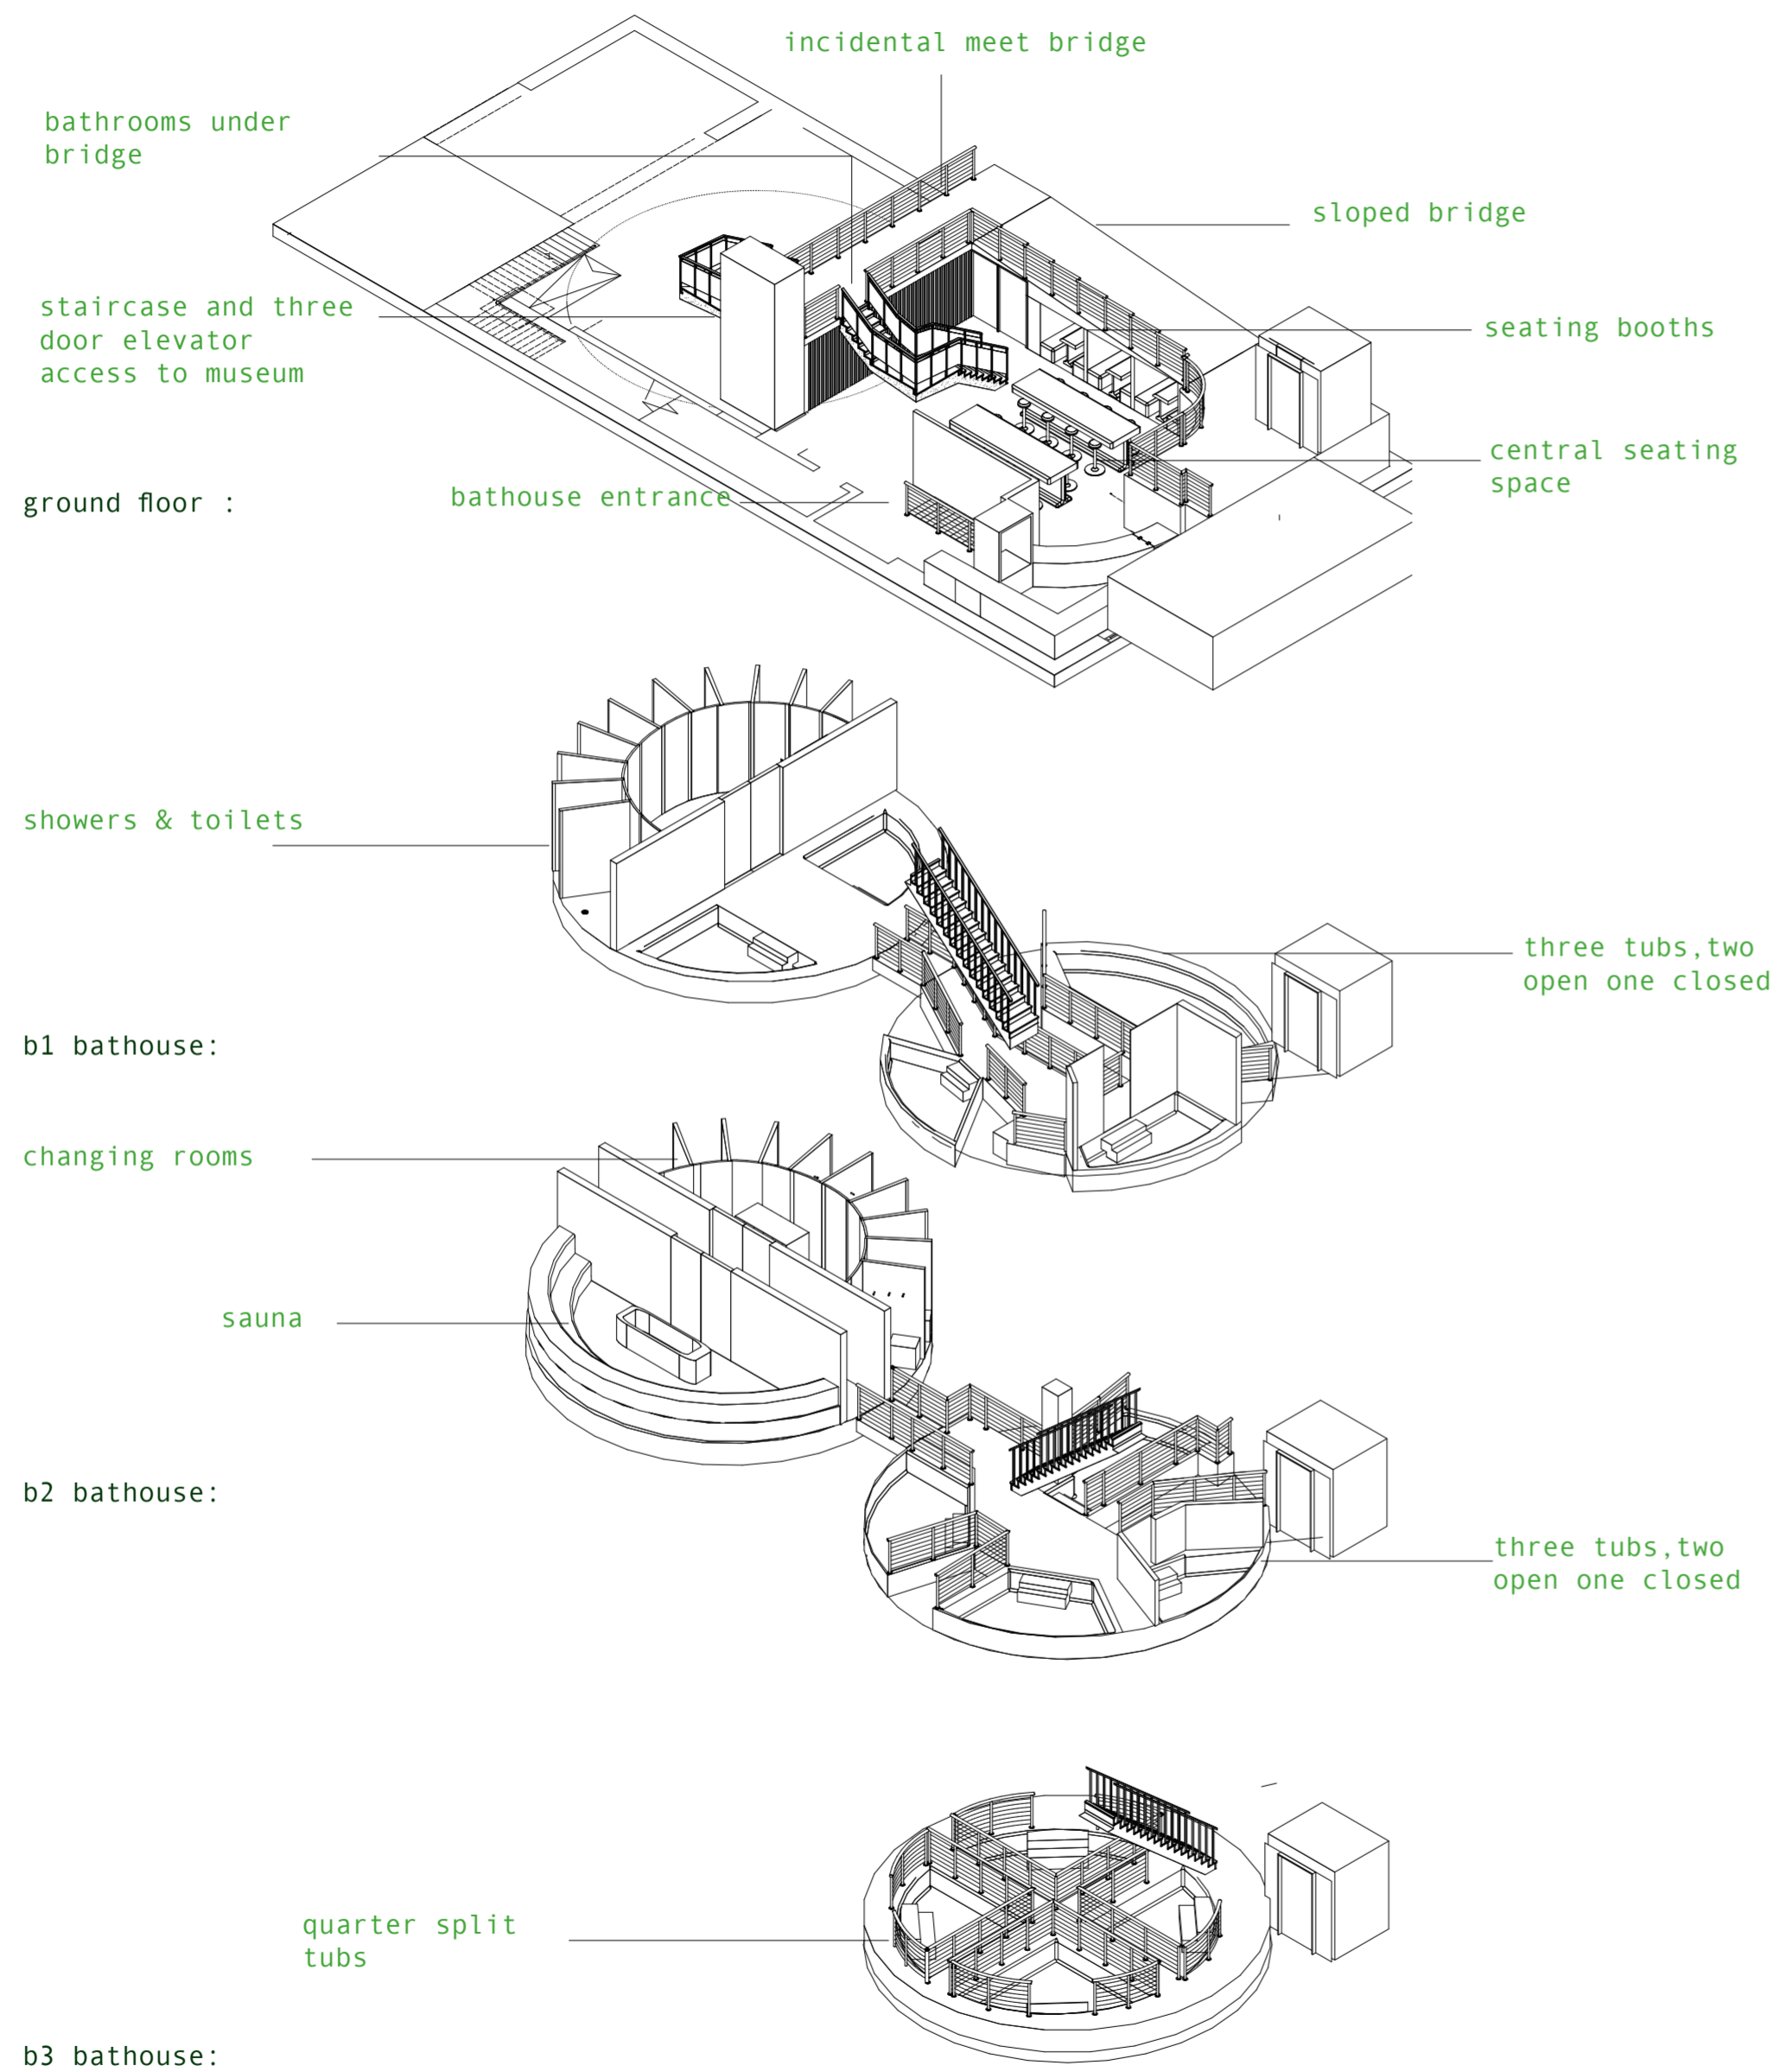 incidental meet bridge
bathrooms under
bridge
sloped bridge
staircase and three
door elevator
access to museum
seating booths
central seating
space
bathouse entrance
ground floor :
showers & toilets
three tubs,two
open one closed
b1 bathouse:
changing rooms
sauna
b2 bathouse:
three tubs,two
open one closed
quarter split
tubs
b3 bathouse: